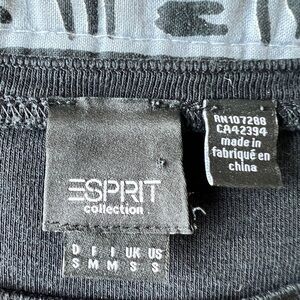 ESPRIT
collection
D F I UK US
S M M S S
RN107288
CA42394
made in
fabriqué en
china